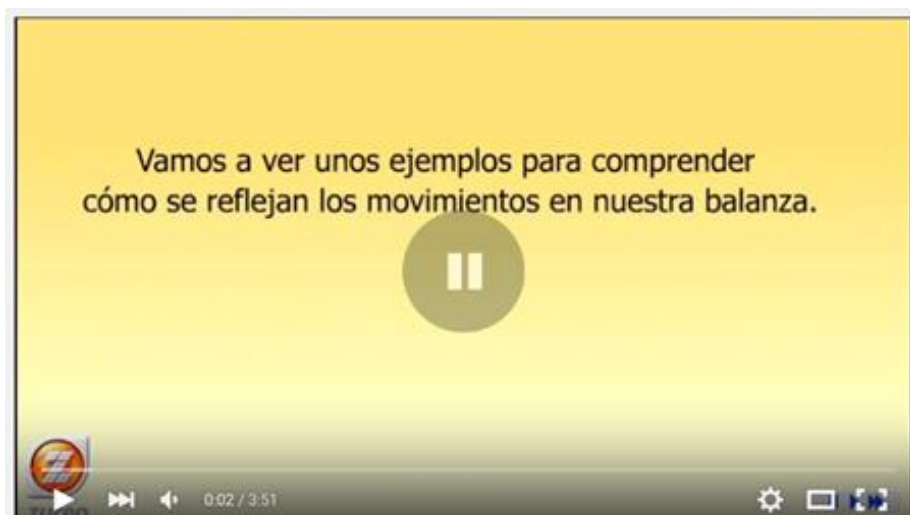 Vamos a ver unos ejemplos para comprender
cómo se reflejan los movimientos en nuestra balanza.
0:02 / 3:51